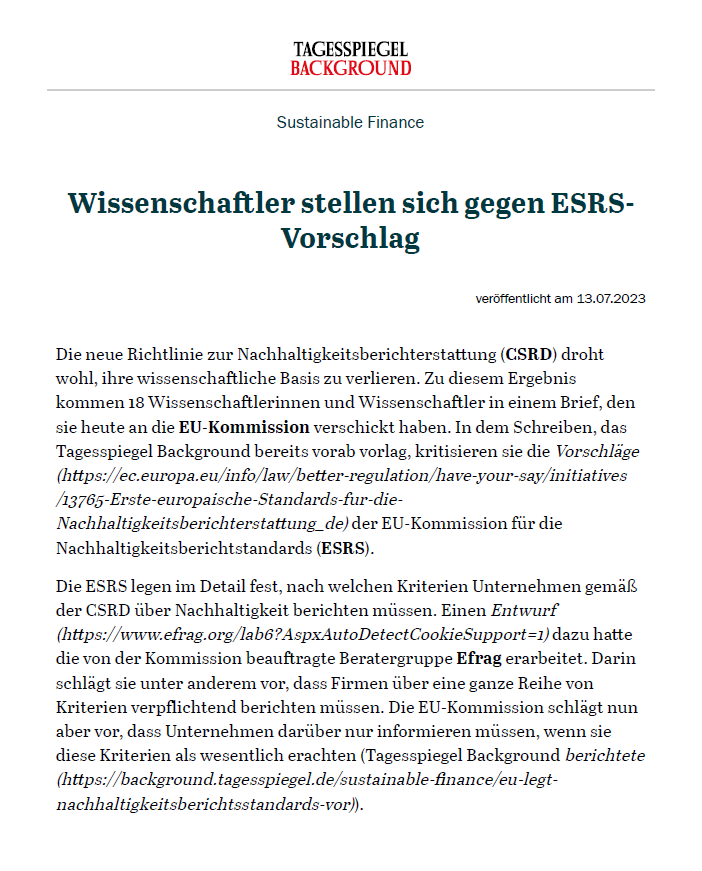 TAGESSPIEGEL
BACKGROUND
Sustainable Finance
Wissenschaftler stellen sich gegen ESRS-
Vorschlag
veröffentlicht am 13.07.2023
Die neue Richtlinie zur Nachhaltigkeitsberichterstattung (CSRD) droht
wohl, ihre wissenschaftliche Basis zu verlieren. Zu diesem Ergebnis
kommen 18 Wissenschaftlerinnen und Wissenschaftler in einem Brief, den
sie heute an die EU-Kommission verschickt haben. In dem Schreiben, das
Tagesspiegel Background bereits vorab vorlag, kritisieren sie die Vorschläge
(https://ec.europa.eu/info/law/better-regulation/have-your-say/initiatives
/13765-Erste-europaische-Standards-fur-die-
Nachhaltigkeitsberichterstattung_de) der EU-Kommission für die
Nachhaltigkeitsberichtstandards (ESRS).
Die ESRS legen im Detail fest, nach welchen Kriterien Unternehmen gemäß
der CSRD über Nachhaltigkeit berichten müssen. Einen Entwurf
(https://www.efrag.org/lab6?AspxAutoDetectCookieSupport=1) dazu hatte
die von der Kommission beauftragte Beratergruppe Efrag erarbeitet. Darin
schlägt sie unter anderem vor, dass Firmen über eine ganze Reihe von
Kriterien verpflichtend berichten müssen. Die EU-Kommission schlägt nun
aber vor, dass Unternehmen darüber nur informieren müssen, wenn sie
diese Kriterien als wesentlich erachten (Tagesspiegel Background berichtete
(https://background.tagesspiegel.de/sustainable-finance/eu-legt-
nachhaltigkeitsberichtsstandards-vor)).